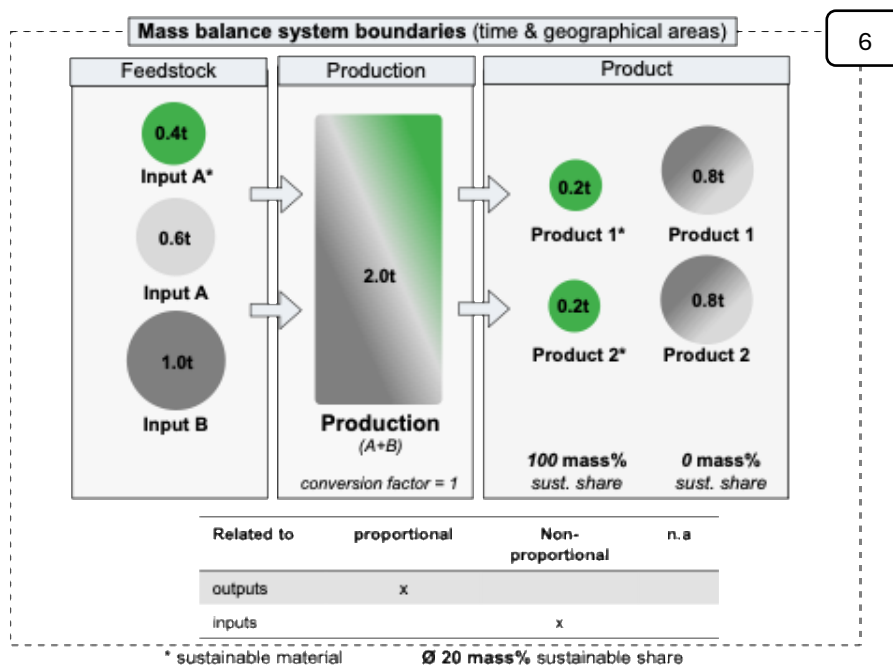 Mass balance system boundaries (time & geographical areas)
6
Feedstock
Production
Product
0.4t
Input A*
0.6t
Input A
1.0t
Input B
2.0t
Production
(A+B)
conversion factor = 1
0.2t
0.8t
Product 1*
Product 1
0.2t
0.8t
Product 2*
Product 2
100 mass%
sust. share
0 mass%
sust. share
Related to proportional Non-proportional n.a
outputs x
inputs x
* sustainable material Ø 20 mass% sustainable share